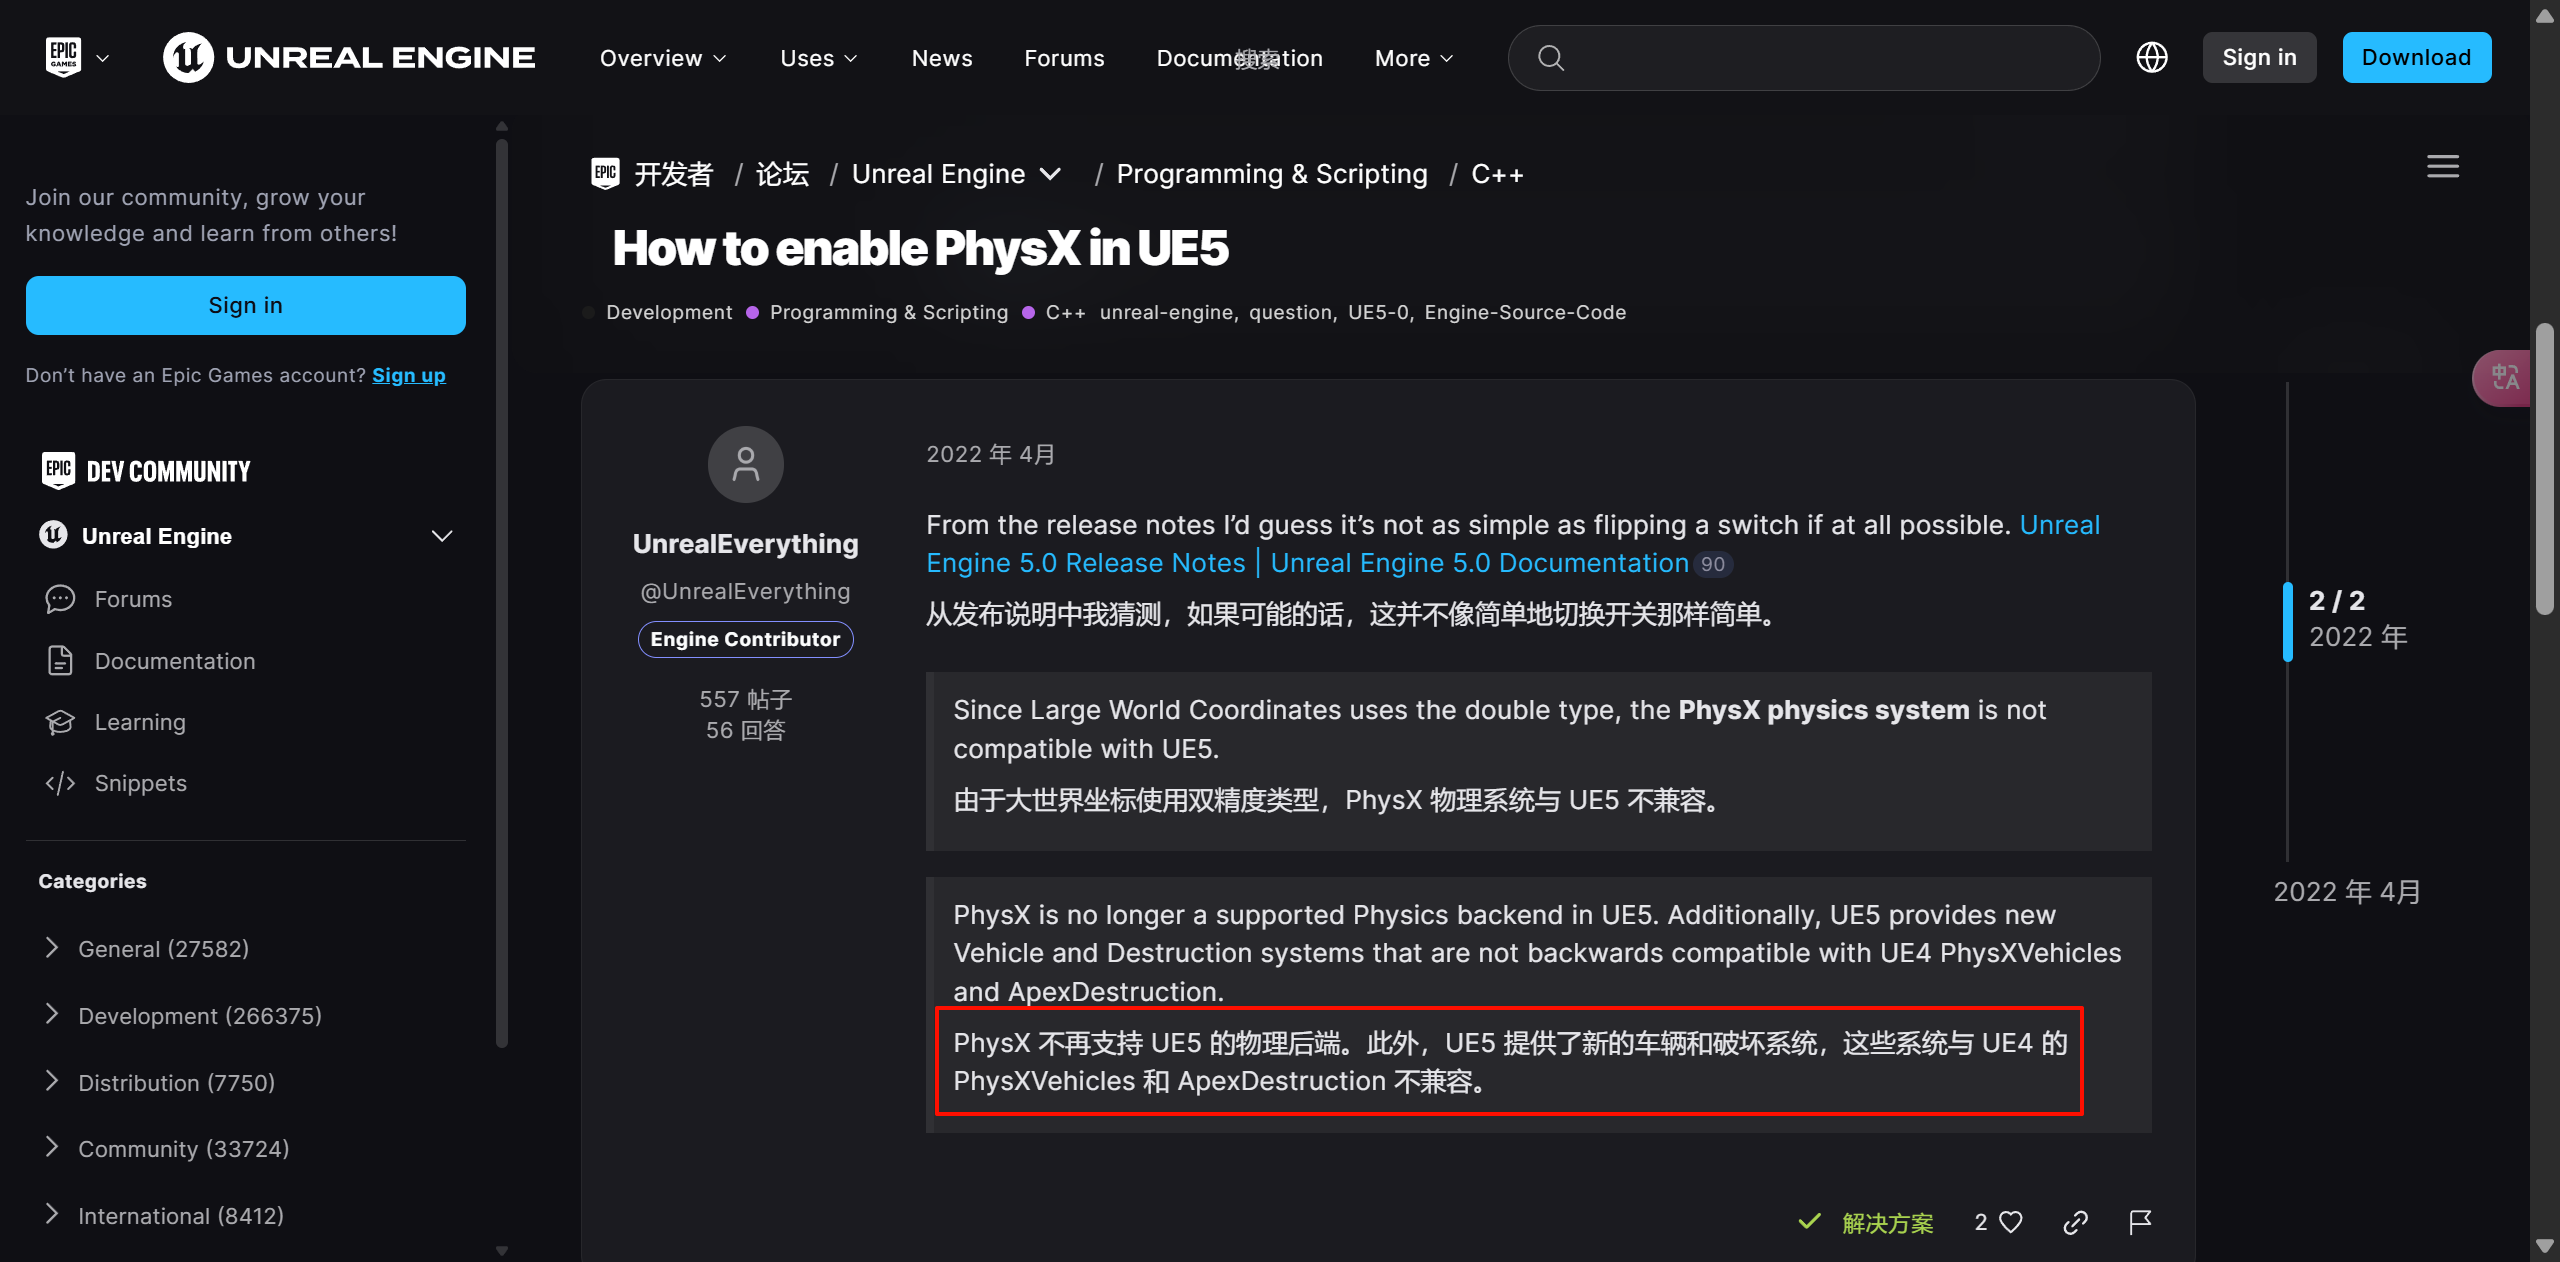 EPIC GAMES
UNREAL ENGINE
Overview
Uses
News
Forums
Documentation
搜索
More
Sign in
Download
Join our community, grow your
knowledge and learn from others!
Sign in
Don’t have an Epic Games account? Sign up
EPIC DEV COMMUNITY
Unreal Engine
Forums
Documentation
Learning
Snippets
Categories
General (27582)
Development (266375)
Distribution (7750)
Community (33724)
International (8412)
EPIC 开发者 / 论坛 / Unreal Engine / Programming & Scripting / C++
How to enable PhysX in UE5
Development Programming & Scripting C++ unreal-engine, question, UE5-0, Engine-Source-Code
UnrealEverything
@UnrealEverything
Engine Contributor
557 帖子
56 回答
2022 年 4月
From the release notes I’d guess it’s not as simple as flipping a switch if at all possible. Unreal
Engine 5.0 Release Notes | Unreal Engine 5.0 Documentation 90
从发布说明中我猜测，如果可能的话，这并不像简单地切换开关那样简单。
Since Large World Coordinates uses the double type, the PhysX physics system is not
compatible with UE5.
由于大世界坐标使用双精度类型，PhysX 物理系统与 UE5 不兼容。
PhysX is no longer a supported Physics backend in UE5. Additionally, UE5 provides new
Vehicle and Destruction systems that are not backwards compatible with UE4 PhysXVehicles
and ApexDestruction.
PhysX 不再支持 UE5 的物理后端。此外，UE5 提供了新的车辆和破坏系统，这些系统与 UE4 的
PhysXVehicles 和 ApexDestruction 不兼容。
解决方案
2
2 / 2
2022 年
2022 年 4月
中A